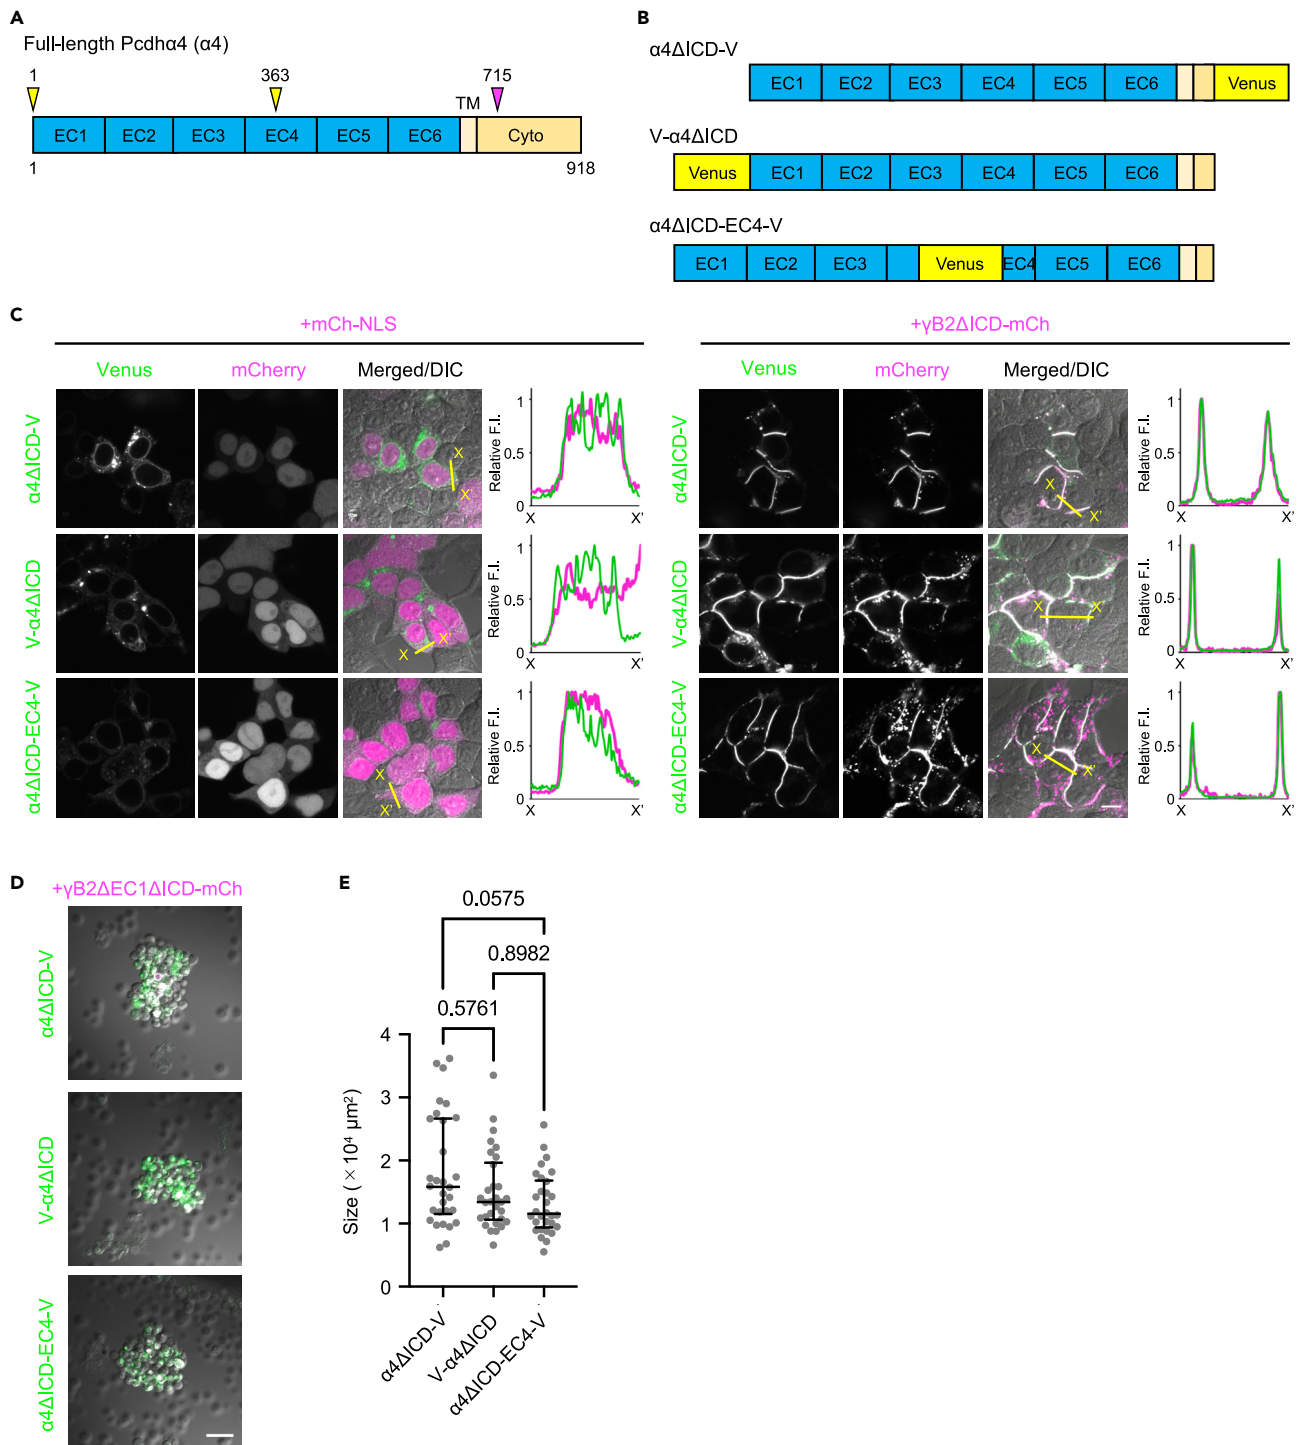 A
Full-length Pcdhα4 (α4)
1 363 715
TM
EC1 EC2 EC3 EC4 EC5 EC6 Cyto
1 918
B
α4ΔICD-V
EC1 EC2 EC3 EC4 EC5 EC6 Venus
V-α4ΔICD
Venus EC1 EC2 EC3 EC4 EC5 EC6
α4ΔICD-EC4-V
EC1 EC2 EC3 Venus EC4 EC5 EC6
C
+mCh-NLS
Venus mCherry Merged/DIC
α4ΔICD-V
X X'
Relative F.I.
1
0.5
0
X X'
V-α4ΔICD
X X'
Relative F.I.
1
0.5
0
X X'
α4ΔICD-EC4-V
X
X'
Relative F.I.
1
0.5
0
X X'
+γB2ΔICD-mCh
Venus mCherry Merged/DIC
α4ΔICD-V
X X'
Relative F.I.
1
0.5
0
X X'
V-α4ΔICD
X X'
Relative F.I.
1
0.5
0
X X'
α4ΔICD-EC4-V
X X'
Relative F.I.
1
0.5
0
X X'
D
+γB2ΔEC1ΔICD-mCh
α4ΔICD-V
V-α4ΔICD
α4ΔICD-EC4-V
E
0.0575
0.8982
0.5761
Size (×10⁴ μm²)
4
3
2
1
0
α4ΔICD-V
V-α4ΔICD
α4ΔICD-EC4-V